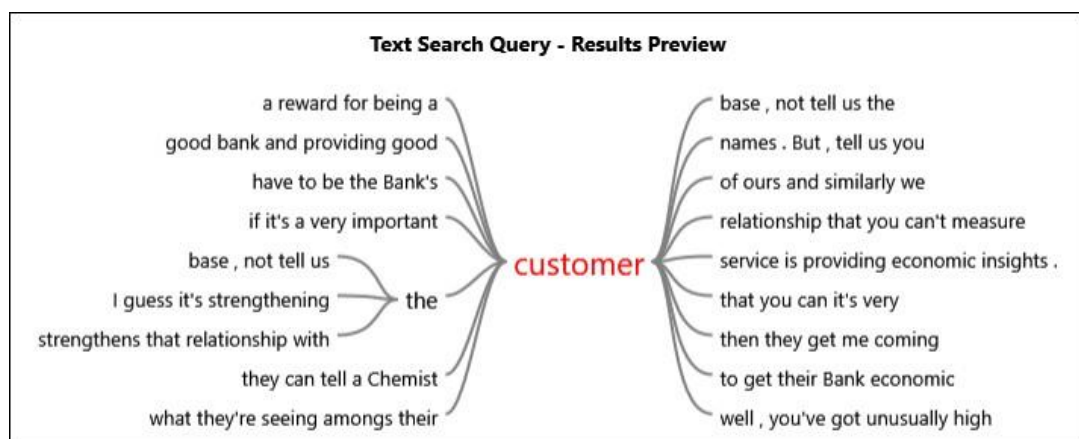 Text Search Query - Results Preview
a reward for being a
good bank and providing good
have to be the Bank's
if it's a very important
base , not tell us
I guess it's strengthening
strengthens that relationship with
the
they can tell a Chemist
what they're seeing amongs their
customer
base , not tell us the
names . But , tell us you
of ours and similarly we
relationship that you can't measure
service is providing economic insights .
that you can it's very
then they get me coming
to get their Bank economic
well , you've got unusually high